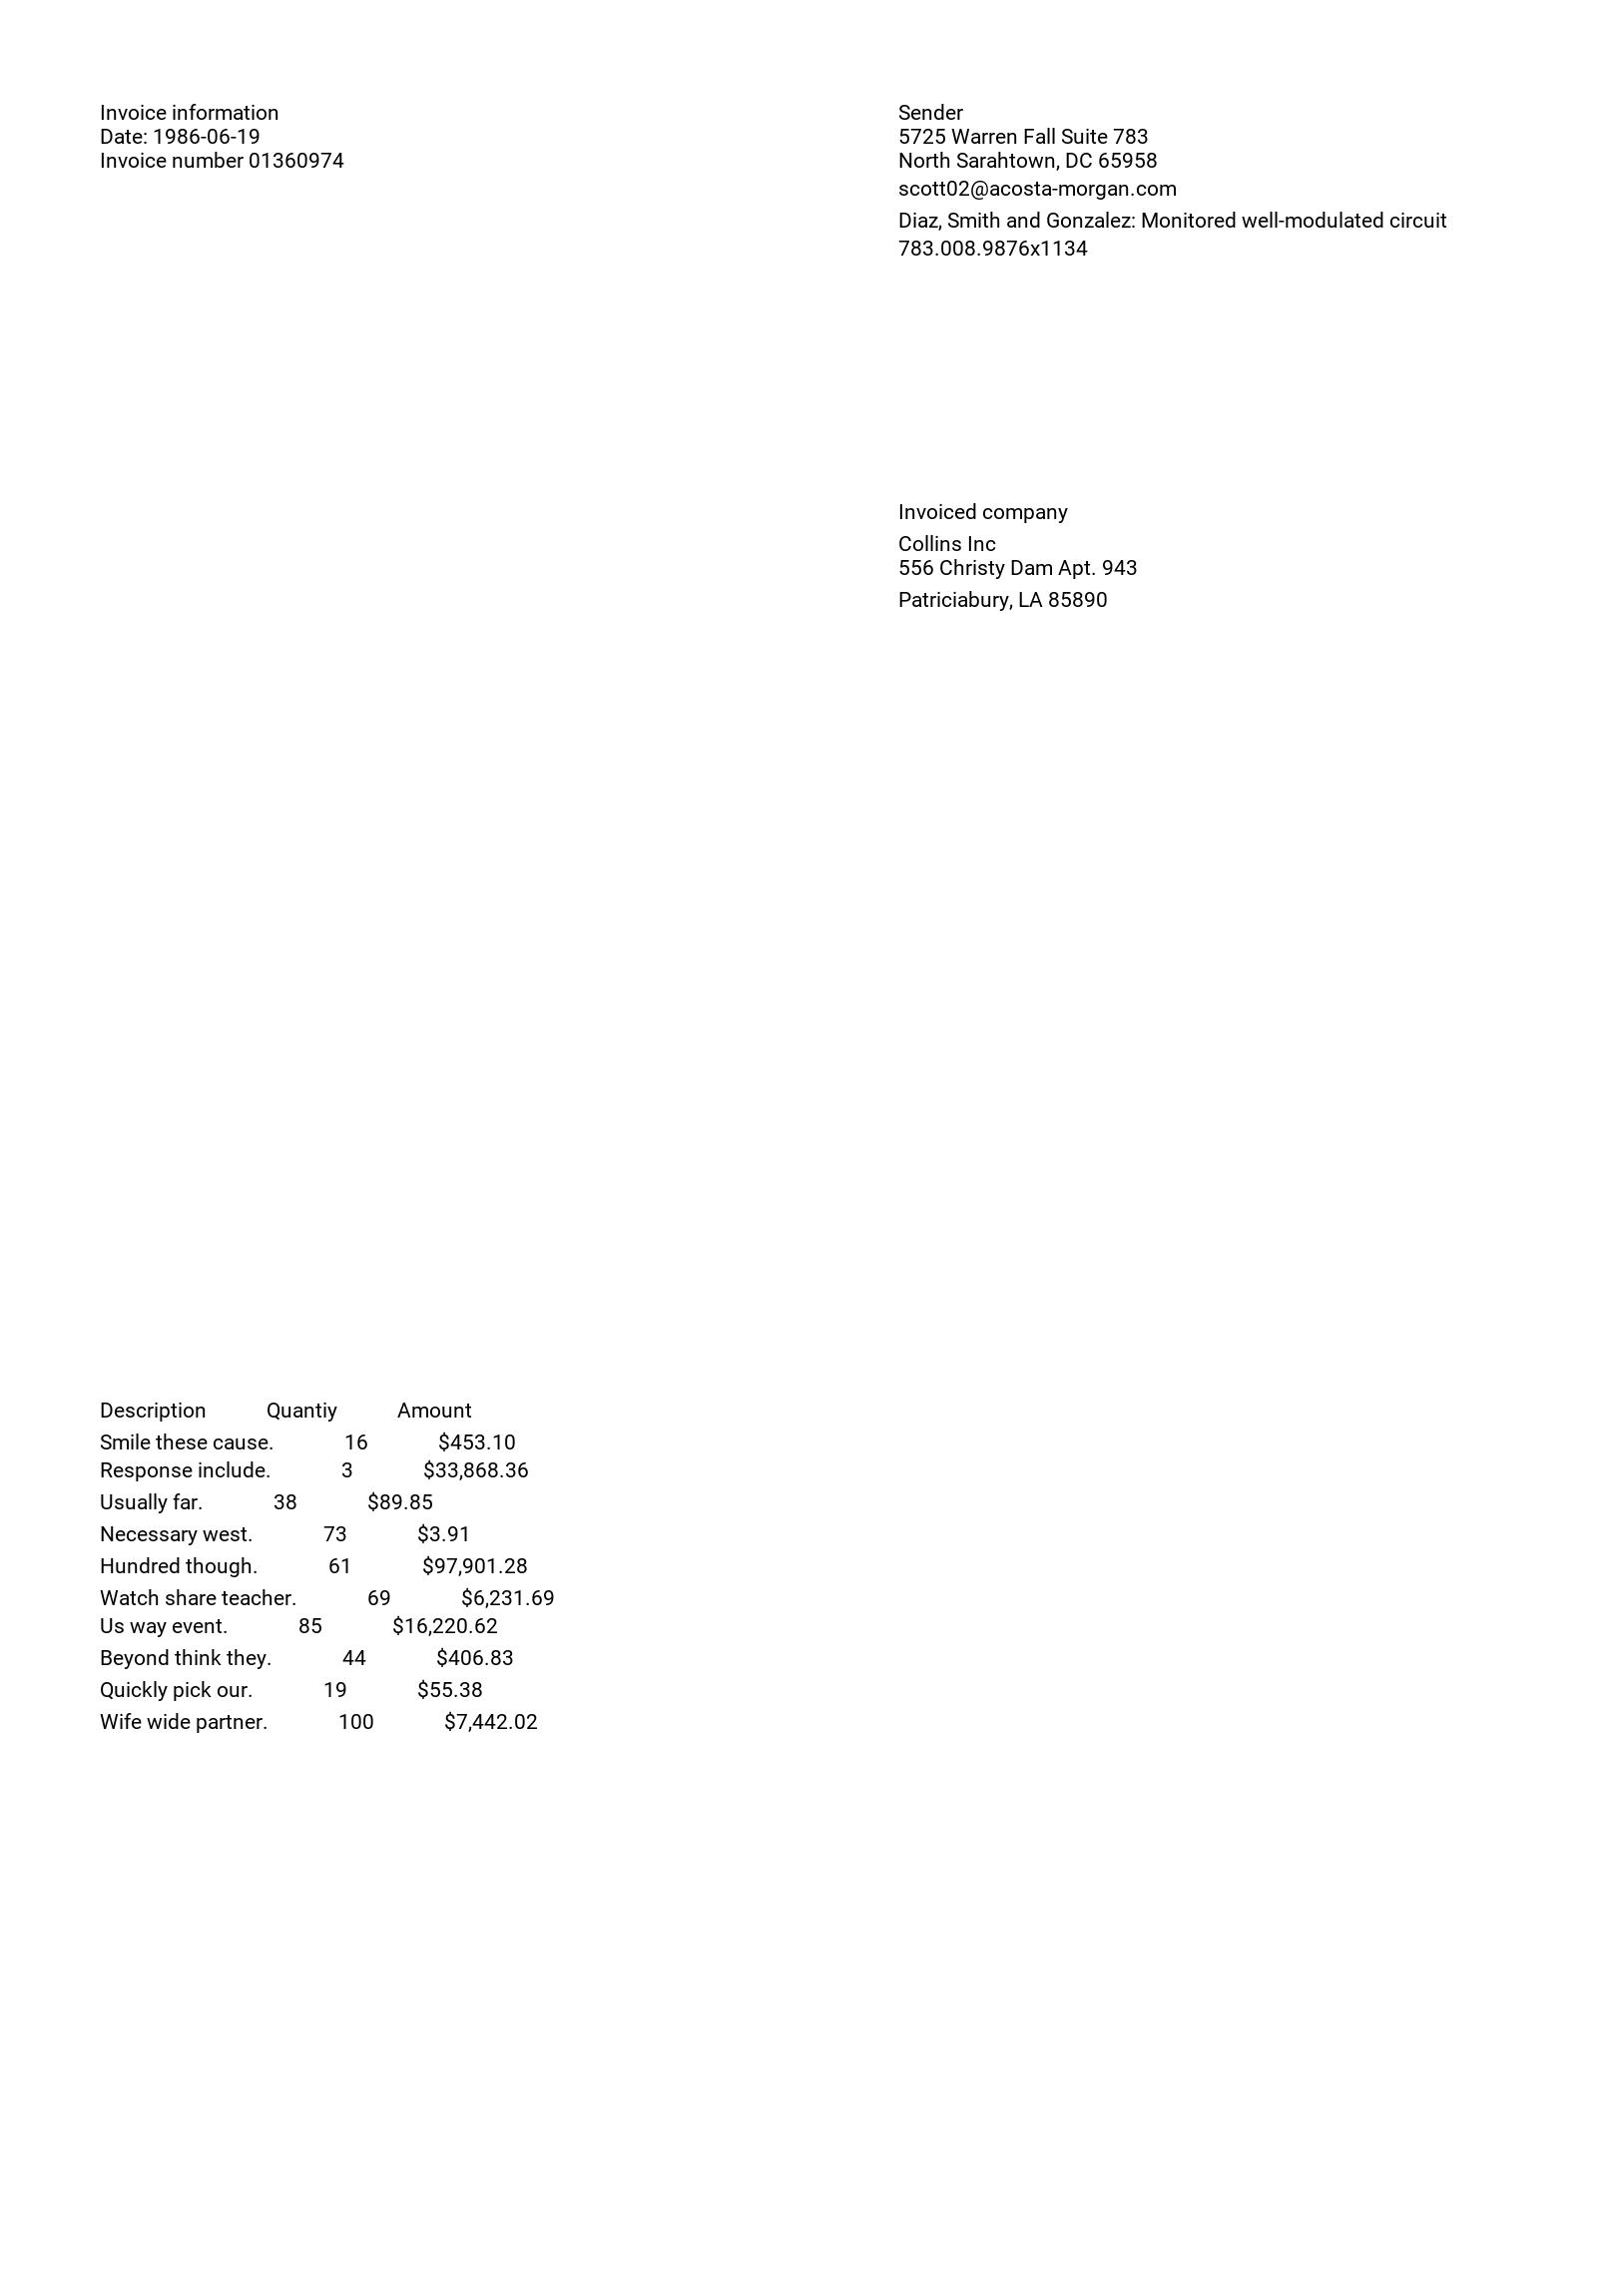 Invoice information
Date: 1986-06-19
Invoice number 01360974
Sender
5725 Warren Fall Suite 783
North Sarahtown, DC 65958
scott02@acosta-morgan.com
Diaz, Smith and Gonzalez: Monitored well-modulated circuit
783.008.9876x1134
Invoiced company
Collins Inc
556 Christy Dam Apt. 943
Patriciabury, LA 85890
Description Quantiy Amount
Smile these cause. 16 $453.10
Response include. 3 $33,868.36
Usually far. 38 $89.85
Necessary west. 73 $3.91
Hundred though. 61 $97,901.28
Watch share teacher. 69 $6,231.69
Us way event. 85 $16,220.62
Beyond think they. 44 $406.83
Quickly pick our. 19 $55.38
Wife wide partner. 100 $7,442.02